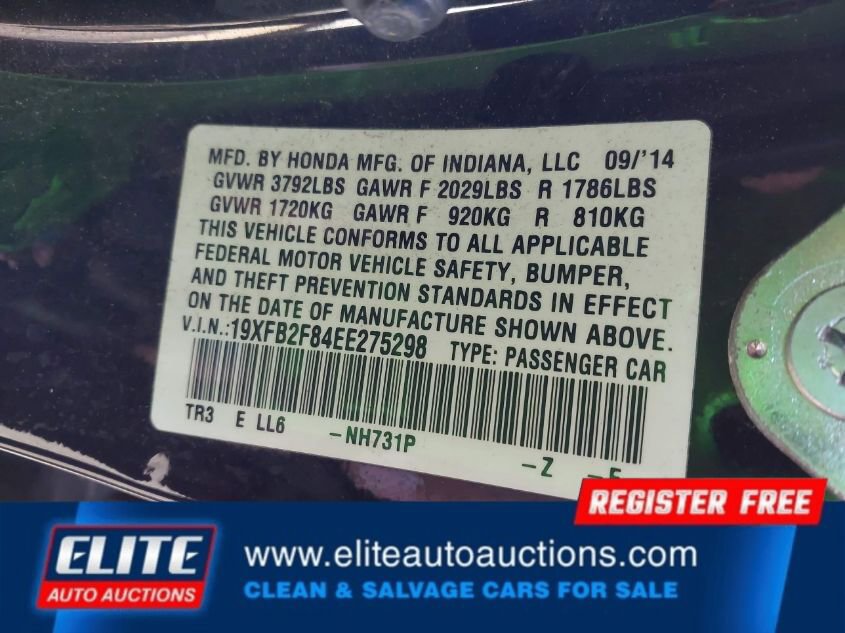 MFD. BY HONDA MFG. OF INDIANA, LLC 09/'14
GVWR 3792LBS GAWR F 2029LBS R 1786LBS
GVWR 1720KG GAWR F 920KG R 810KG
THIS VEHICLE CONFORMS TO ALL APPLICABLE
FEDERAL MOTOR VEHICLE SAFETY, BUMPER,
AND THEFT PREVENTION STANDARDS IN EFFECT
ON THE DATE OF MANUFACTURE SHOWN ABOVE.
V.I.N.:19XFB2F84EE275298 TYPE: PASSENGER CAR
TR3 E LL6 -NH731P -Z
REGISTER FREE
ELITE
AUTO AUCTIONS
www.eliteautoauctions.com
CLEAN & SALVAGE CARS FOR SALE